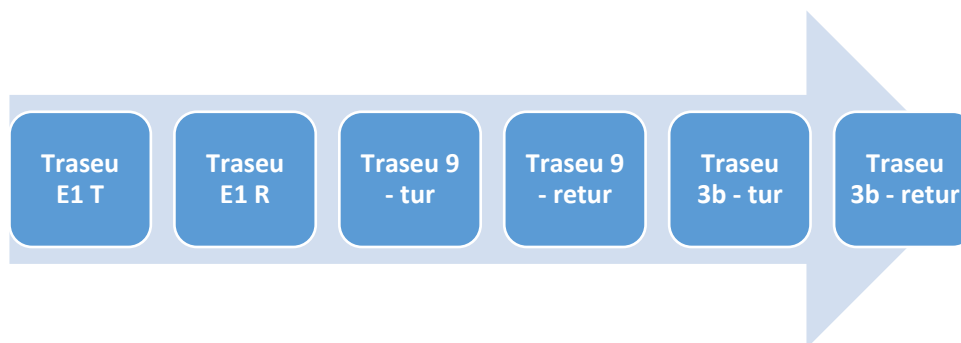 Traseu
E1 T
Traseu
E1 R
Traseu 9
- tur
Traseu 9
- retur
Traseu
3b - tur
Traseu
3b - retur